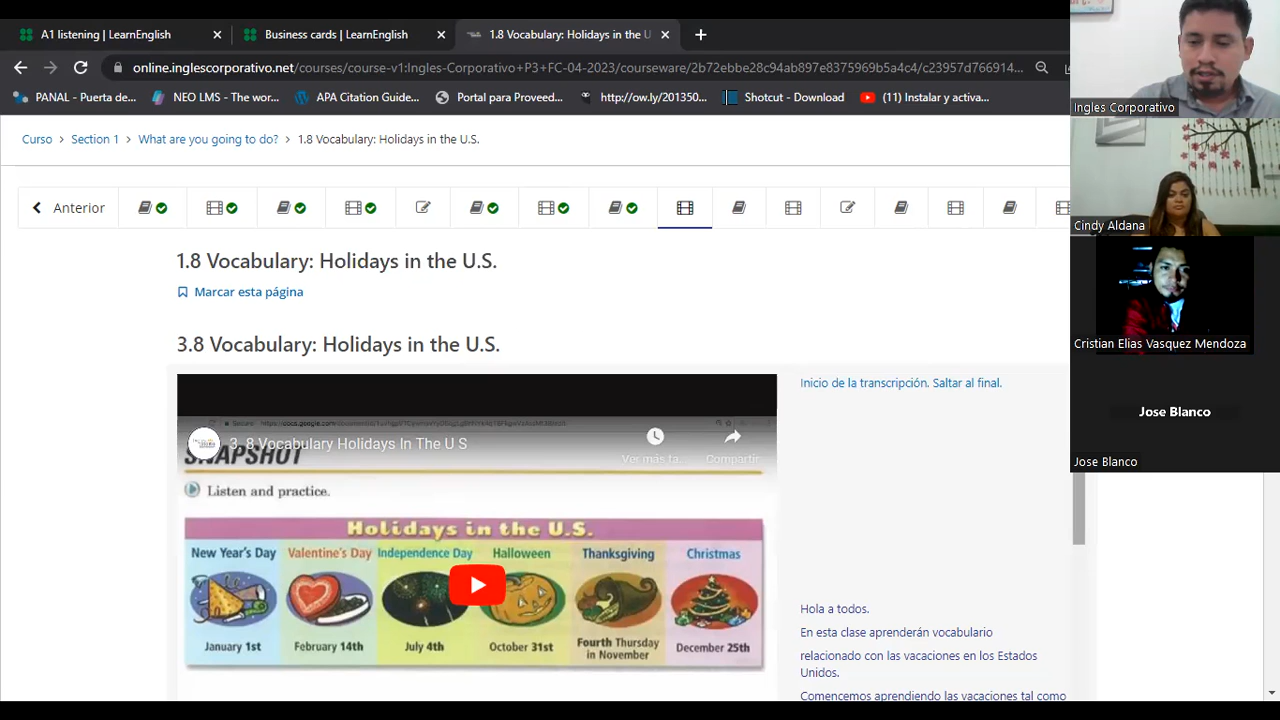 A1 listening | LearnEnglish
Business cards | LearnEnglish
1.8 Vocabulary: Holidays in the U
online.inglescorporativo.net/courses/course-v1:Ingles-Corporativo+P3+FC-04-2023/courseware/2b72ebbe28c94ab897e8375969b5a4c4/c23957d766914...
PANAL - Puerta de...
NEO LMS - The wor...
APA Citation Guide...
Portal para Proveed...
http://ow.ly/201350...
Shotcut - Download
(11) Instalar y activa...
Curso > Section 1 > What are you going to do? > 1.8 Vocabulary: Holidays in the U.S.
Anterior
1.8 Vocabulary: Holidays in the U.S.
Marcar esta página
3.8 Vocabulary: Holidays in the U.S.
3. 8 Vocabulary Holidays In The U S
Ver más ta...
Compartir
SNAPSHOT
Listen and practice.
Holidays in the U.S.
New Year's Day Valentine's Day Independence Day Halloween Thanksgiving Christmas
January 1st February 14th July 4th October 31st Fourth Thursday in November December 25th
Inicio de la transcripción. Saltar al final.
Hola a todos.
En esta clase aprenderán vocabulario
relacionado con las vacaciones en los Estados
Unidos.
Comencemos aprendiendo las vacaciones tal como
Ingles Corporativo
Cindy Aldana
Cristian Elias Vasquez Mendoza
Jose Blanco
Jose Blanco